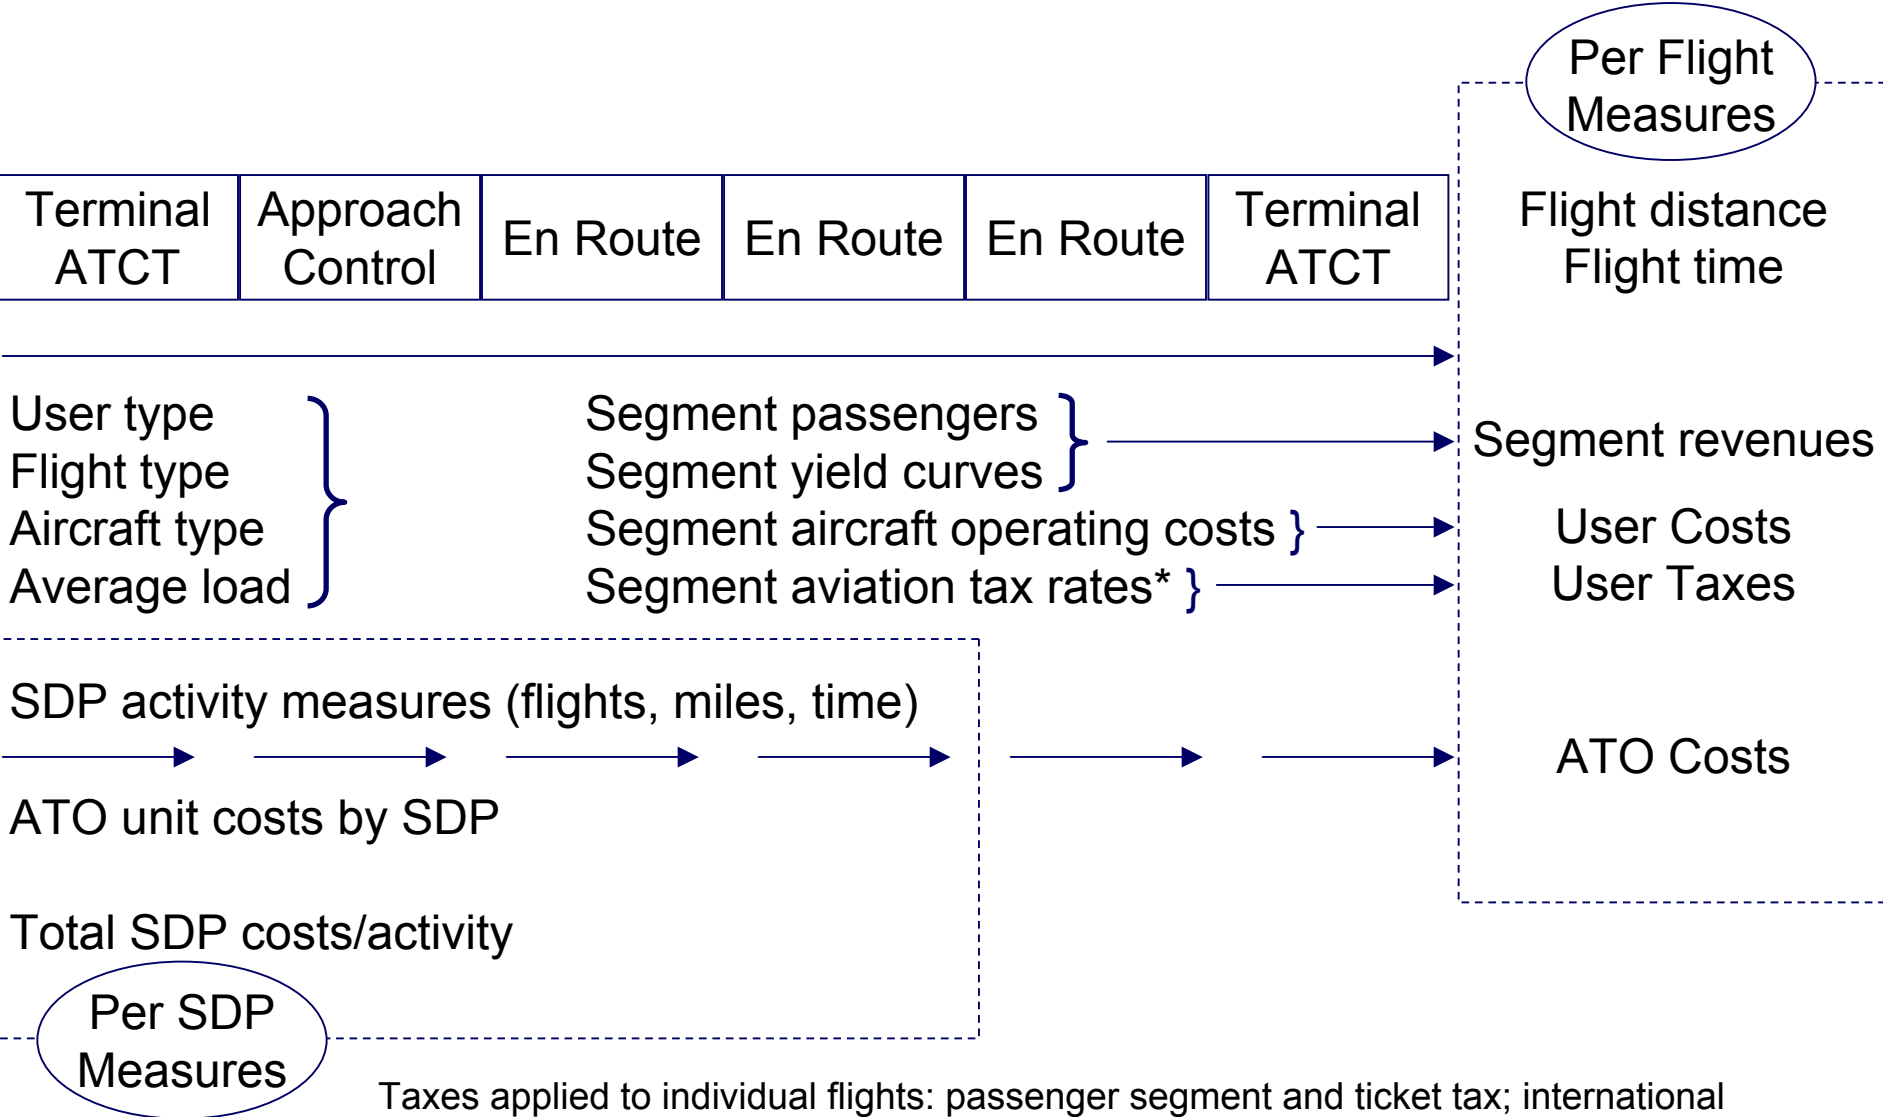 Per Flight
Measures
Terminal
ATCT
Approach
Control
En Route
En Route
En Route
Terminal
ATCT
Flight distance
Flight time
User type
Flight type
Aircraft type
Average load
Segment passengers
Segment yield curves
Segment aircraft operating costs }
Segment aviation tax rates* }
Segment revenues
User Costs
User Taxes
SDP activity measures (flights, miles, time)
ATO unit costs by SDP
ATO Costs
Total SDP costs/activity
Per SDP
Measures
Taxes applied to individual flights: passenger segment and ticket tax; international